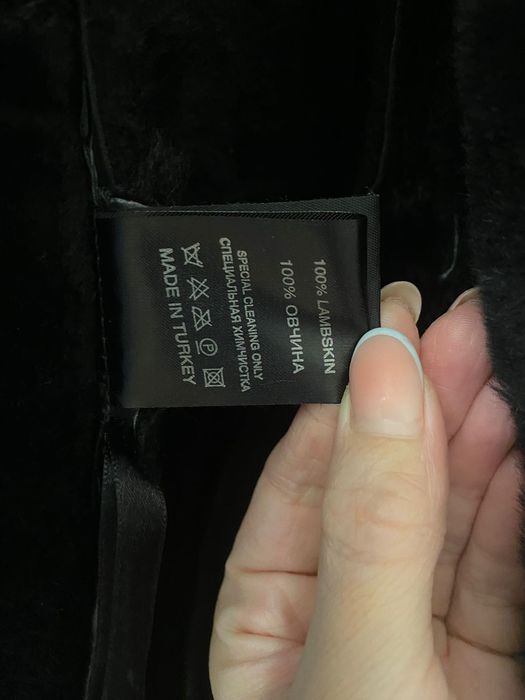 100% LAMBSKIN
100% ОВЧИНА
SPECIAL CLEANING ONLY
СПЕЦИАЛЬНАЯ ХИМЧИСТКА
P
MADE IN TURKEY